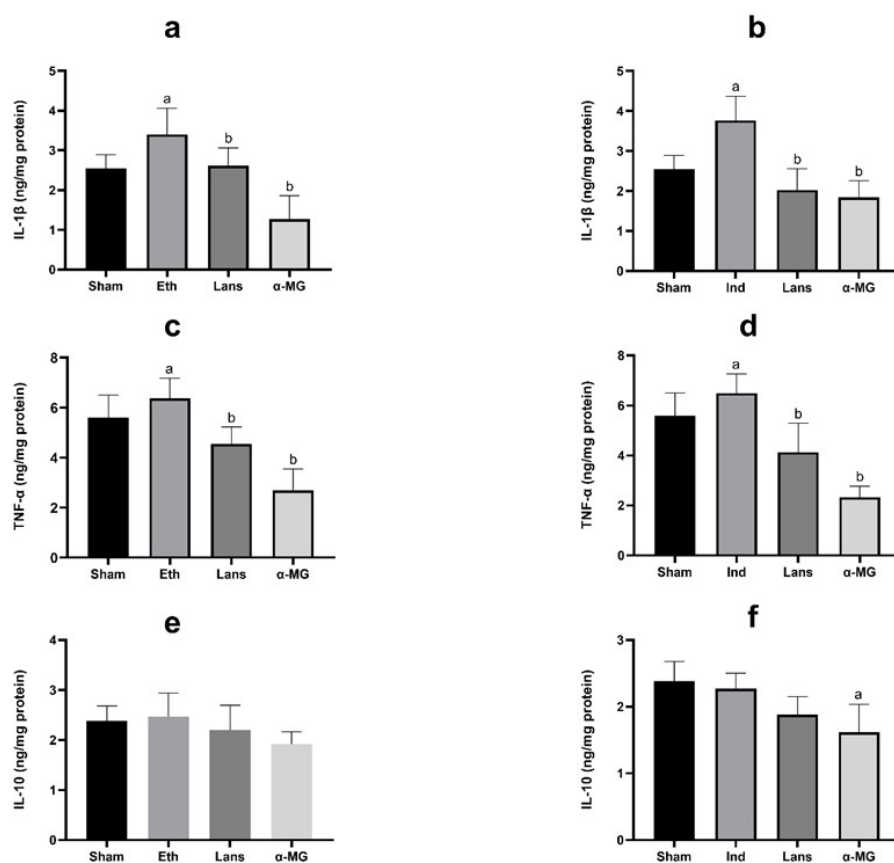 a
IL-1β (ng/mg protein)
5
4
3
2
1
0
a
b
b
Sham Eth Lans α-MG
b
IL-1β (ng/mg protein)
5
4
3
2
1
0
a
b
b
Sham Ind Lans α-MG
c
TNF-α (ng/mg protein)
8
6
4
2
0
a
b
b
Sham Eth Lans α-MG
d
TNF-α (ng/mg protein)
8
6
4
2
0
a
b
b
Sham Ind Lans α-MG
e
IL-10 (ng/mg protein)
4
3
2
1
0
Sham Eth Lans α-MG
f
IL-10 (ng/mg protein)
3
2
1
0
a
Sham Ind Lans α-MG